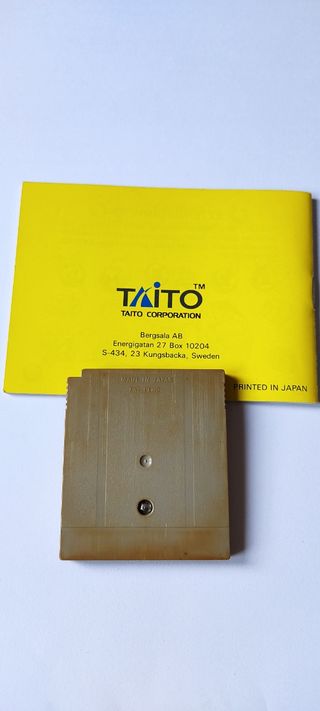 TAITO™
TAITO CORPORATION
Bergsala AB
Energigatan 27 Box 10204
S-434, 23 Kungsbacka, Sweden
PRINTED IN JAPAN
MADE IN JAPAN